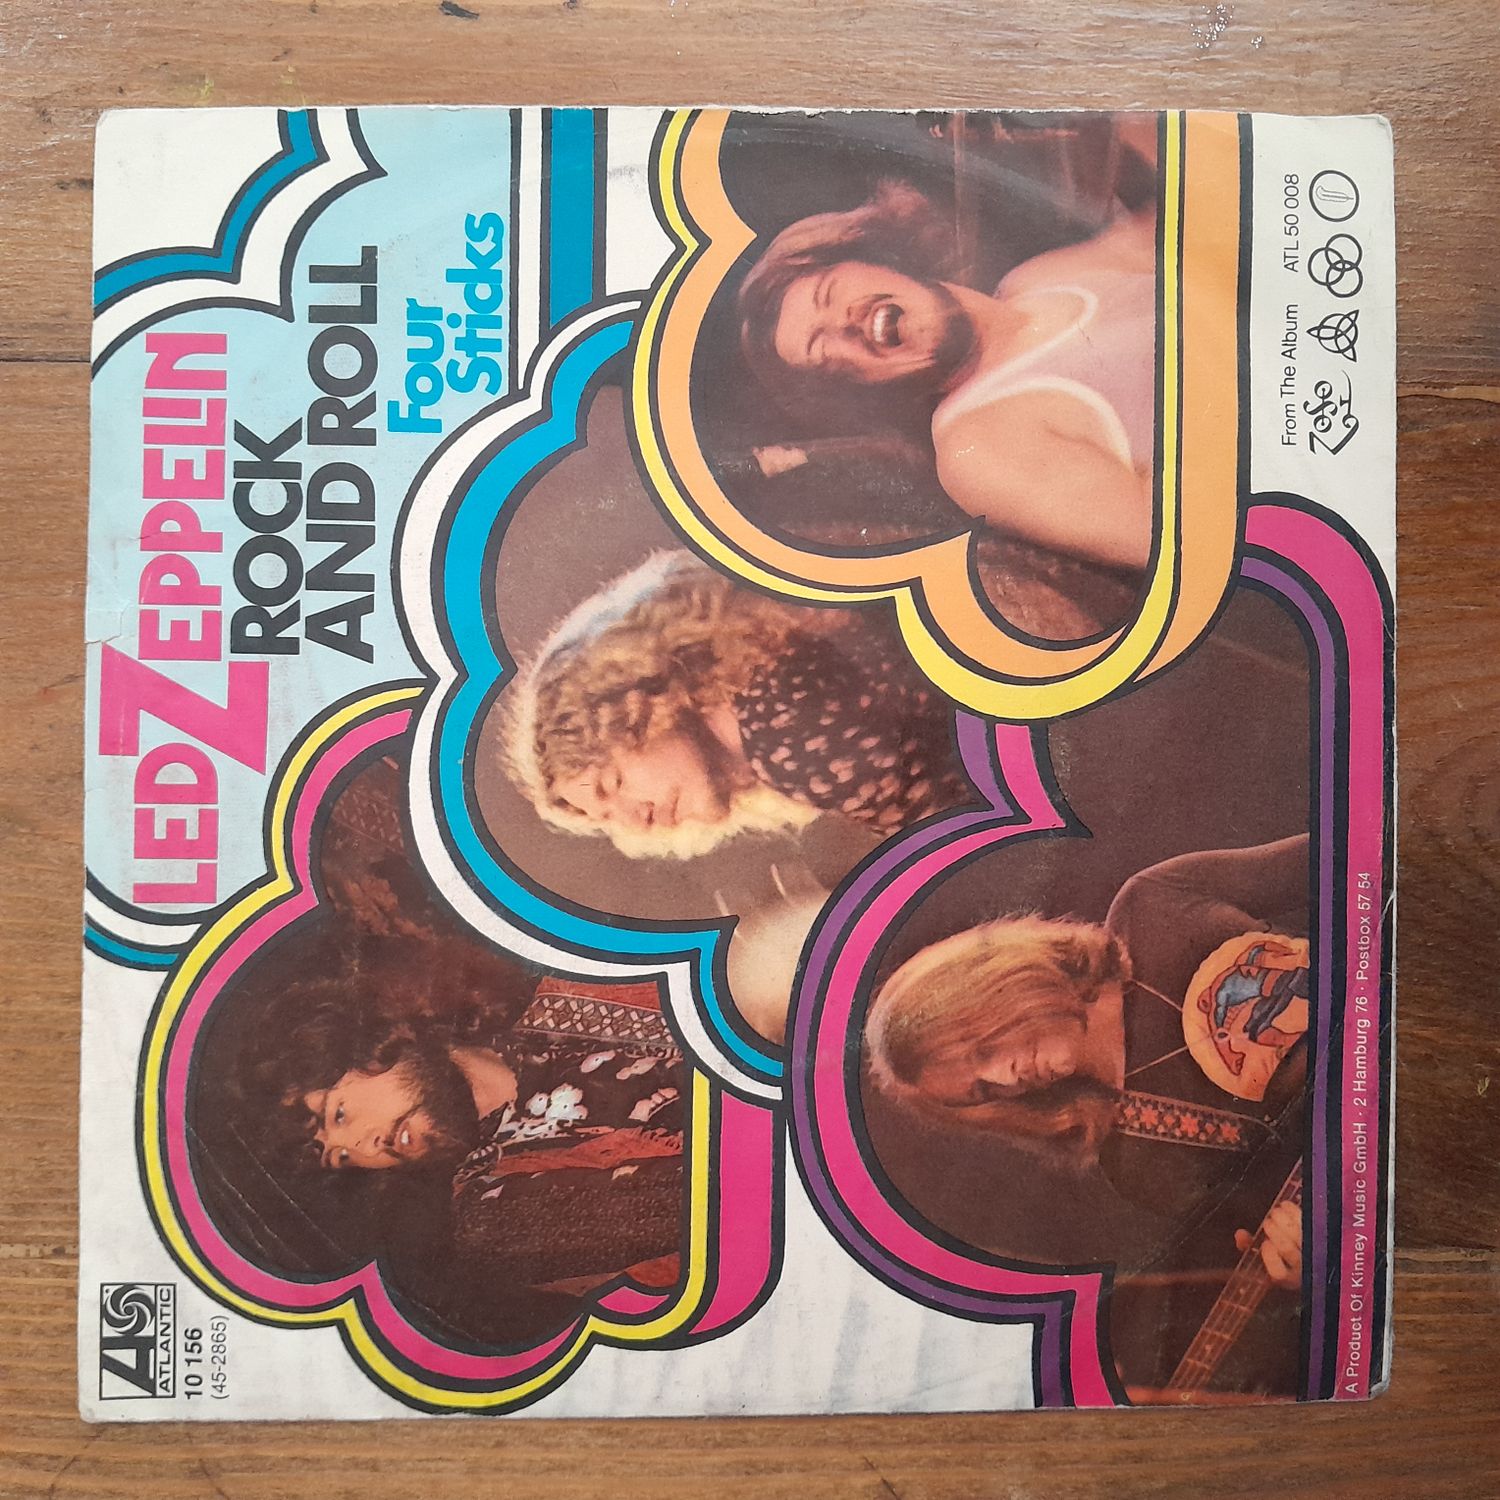 ATLANTIC
10 156
(45-2865)
LED ZEPPELIN
ROCK
AND ROLL
Four
Sticks
From The Album ATL 50 008
A Product Of Kinney Music GmbH · 2 Hamburg 76 · Postbox 57 54